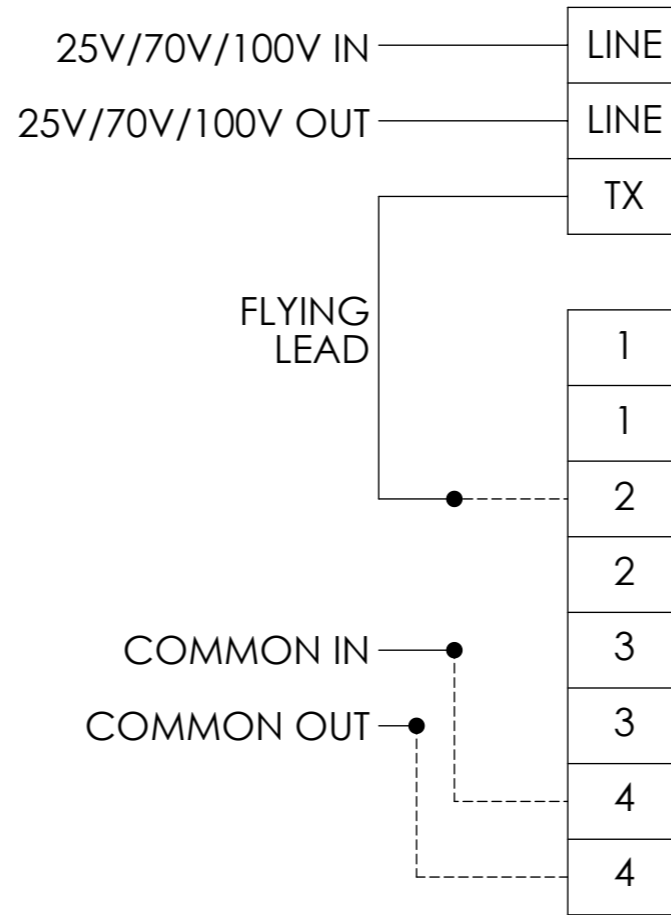 25V/70V/100V IN LINE
25V/70V/100V OUT LINE
TX
FLYING
LEAD
1
1
2
2
COMMON IN 3
COMMON OUT 3
4
4